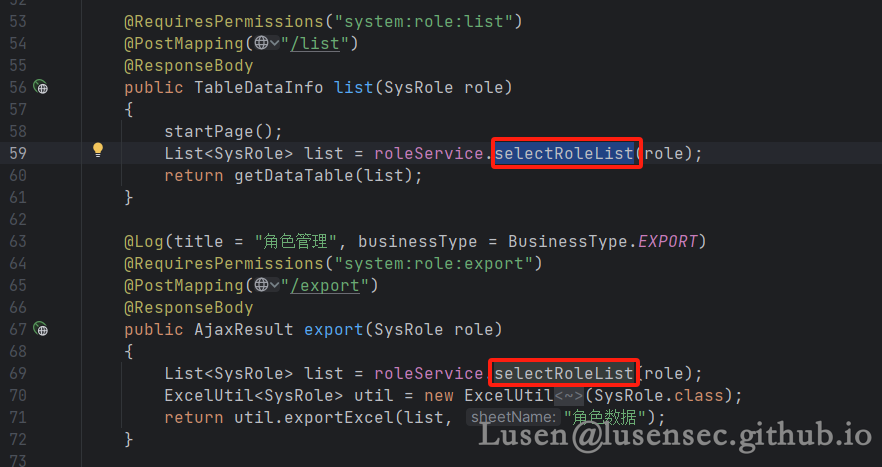 52
53 @RequiresPermissions("system:role:list")
54 @PostMapping("/list")
55 @ResponseBody
56 public TableDataInfo list(SysRole role)
57 {
58 startPage();
59 List<SysRole> list = roleService.selectRoleList(role);
60 return getDataTable(list);
61 }
62
63 @Log(title = "角色管理", businessType = BusinessType.EXPORT)
64 @RequiresPermissions("system:role:export")
65 @PostMapping("/export")
66 @ResponseBody
67 public AjaxResult export(SysRole role)
68 {
69 List<SysRole> list = roleService.selectRoleList(role);
70 ExcelUtil<SysRole> util = new ExcelUtil<~>(SysRole.class);
71 return util.exportExcel(list, sheetName: "角色数据");
72 }
73
Lusen@lusensec.github.io